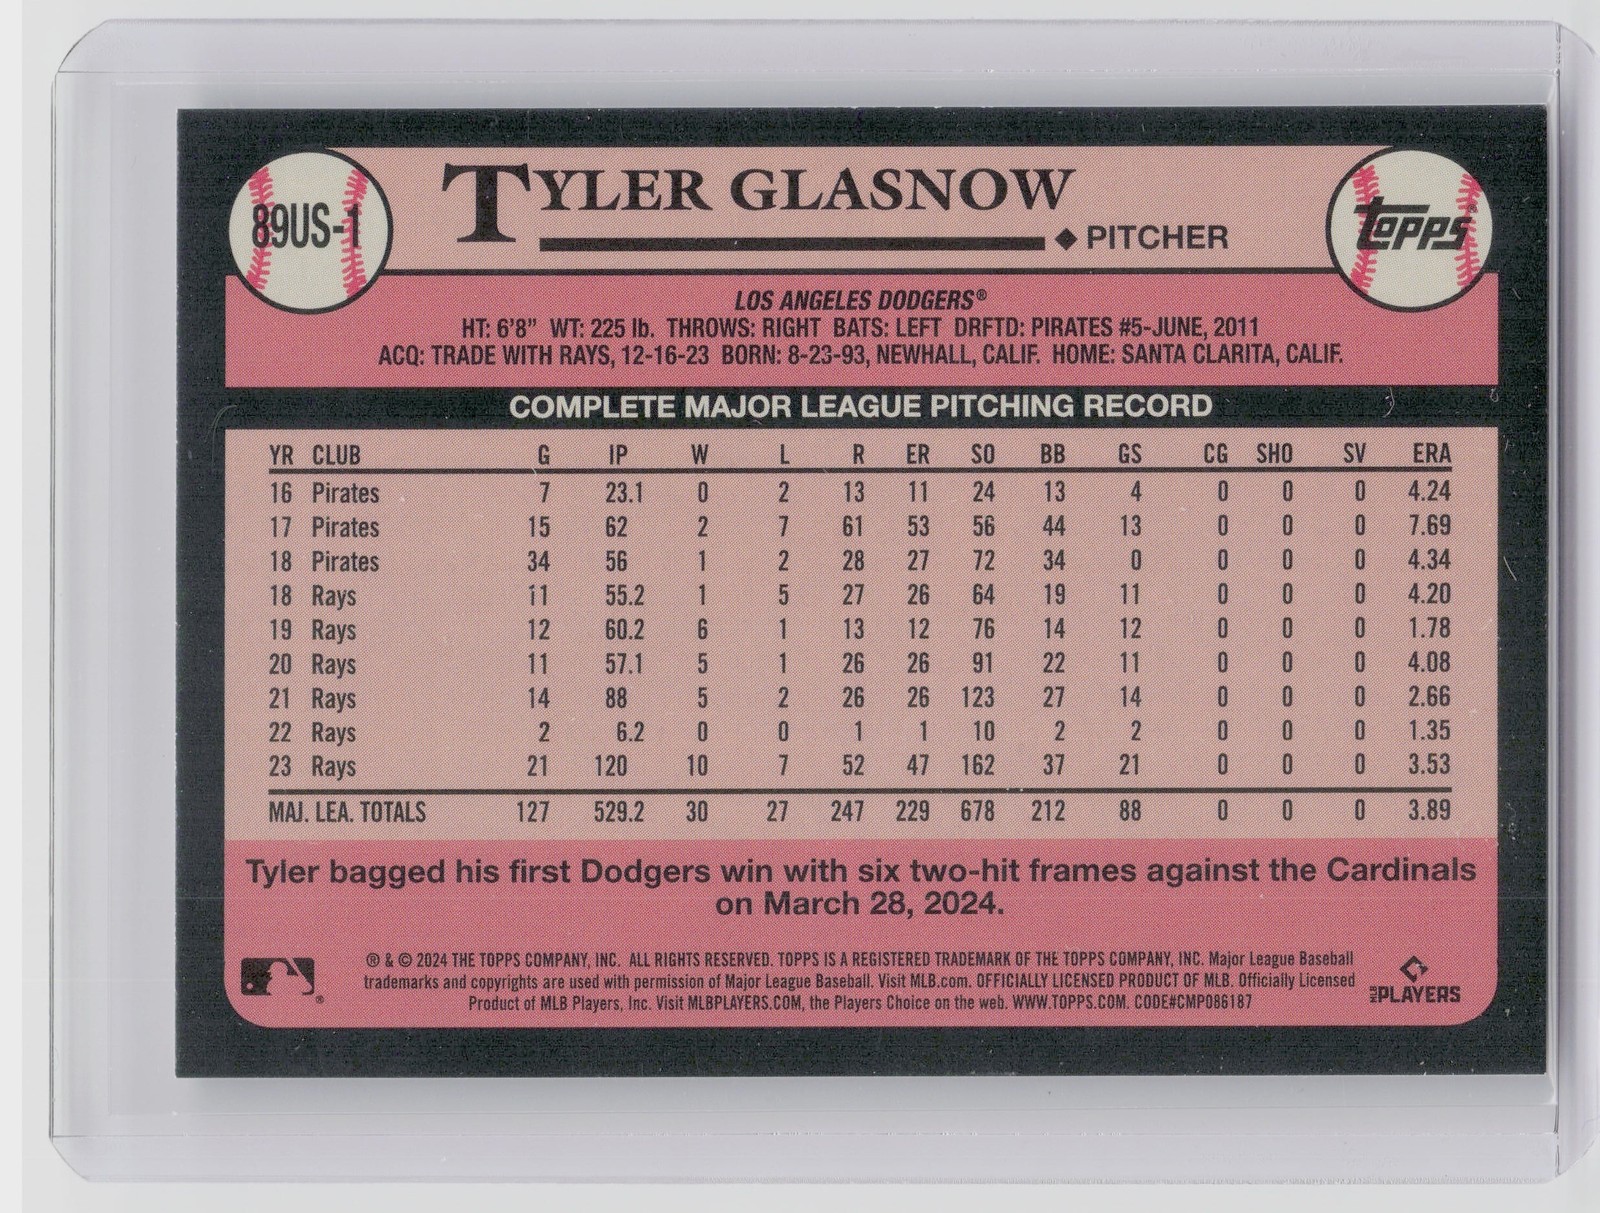 89US-1
TYLER GLASNOW
◆ PITCHER
topps®
LOS ANGELES DODGERS®
HT: 6'8" WT: 225 lb. THROWS: RIGHT BATS: LEFT DRFTD: PIRATES #5-JUNE, 2011
ACQ: TRADE WITH RAYS, 12-16-23 BORN: 8-23-93, NEWHALL, CALIF. HOME: SANTA CLARITA, CALIF.
COMPLETE MAJOR LEAGUE PITCHING RECORD
YR CLUB G IP W L R ER SO BB GS CG SHO SV ERA
16 Pirates 7 23.1 0 2 13 11 24 13 4 0 0 0 4.24
17 Pirates 15 62 2 7 61 53 56 44 13 0 0 0 7.69
18 Pirates 34 56 1 2 28 27 72 34 0 0 0 0 4.34
18 Rays 11 55.2 1 5 27 26 64 19 11 0 0 0 4.20
19 Rays 12 60.2 6 1 13 12 76 14 12 0 0 0 1.78
20 Rays 11 57.1 5 1 26 26 91 22 11 0 0 0 4.08
21 Rays 14 88 5 2 26 26 123 27 14 0 0 0 2.66
22 Rays 2 6.2 0 0 1 1 10 2 2 0 0 0 1.35
23 Rays 21 120 10 7 52 47 162 37 21 0 0 0 3.53
MAJ. LEA. TOTALS 127 529.2 30 27 247 229 678 212 88 0 0 0 3.89
Tyler bagged his first Dodgers win with six two-hit frames against the Cardinals
on March 28, 2024.
® & © 2024 THE TOPPS COMPANY, INC. ALL RIGHTS RESERVED. TOPPS IS A REGISTERED TRADEMARK OF THE TOPPS COMPANY, INC. Major League Baseball
trademarks and copyrights are used with permission of Major League Baseball. Visit MLB.com. OFFICIALLY LICENSED PRODUCT OF MLB. Officially Licensed
Product of MLB Players, Inc. Visit MLBPLAYERS.COM, the Players Choice on the web. WWW.TOPPS.COM. CODE#CMP086187
®
MLB PLAYERS